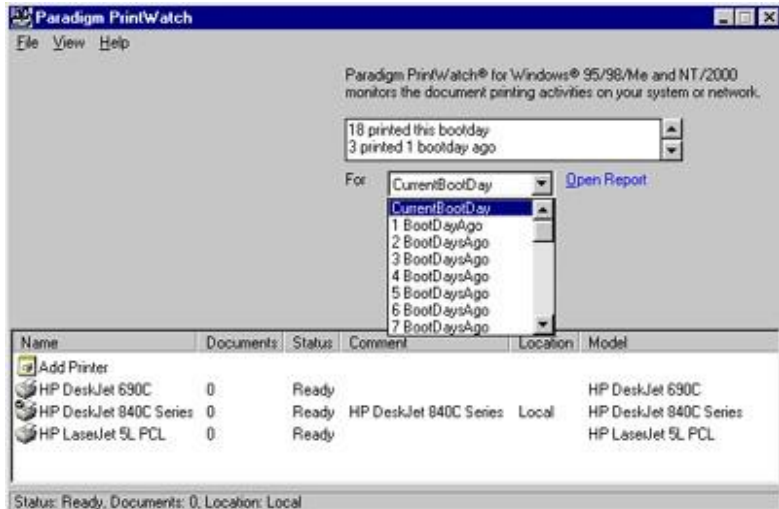 Paradigm PrintWatch
File View Help
Paradigm PrintWatch® for Windows® 95/98/Me and NT/2000
monitors the document printing activities on your system or network.
18 printed this bootday
3 printed 1 bootday ago
For CurrentBootDay Open Report
CurrentBootDay
1 BootDayAgo
2 BootDaysAgo
3 BootDaysAgo
4 BootDaysAgo
5 BootDaysAgo
6 BootDaysAgo
7 BootDaysAgo
Name Documents Status Comment Location Model
Add Printer
HP DeskJet 690C 0 Ready HP DeskJet 690C
HP DeskJet 840C Series 0 Ready HP DeskJet 840C Series Local HP DeskJet 840C Series
HP LaserJet 5L PCL 0 Ready HP LaserJet 5L PCL
Status: Ready, Documents: 0, Location: Local